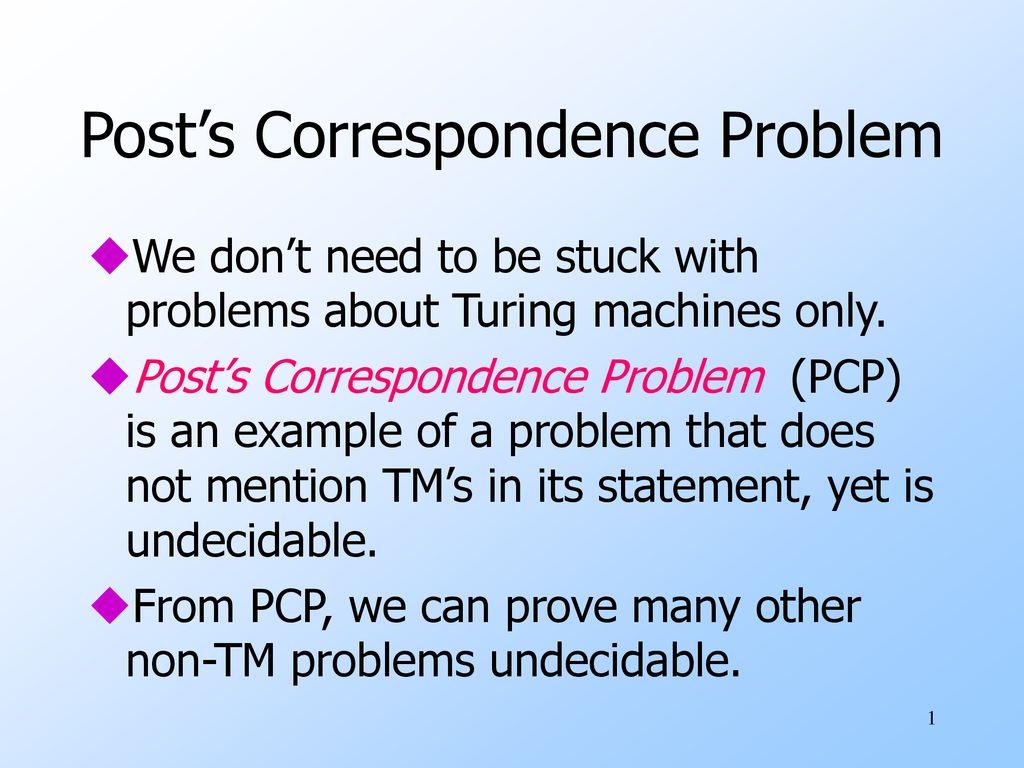 Post’s Correspondence Problem
We don’t need to be stuck with
problems about Turing machines only.
Post’s Correspondence Problem (PCP)
is an example of a problem that does
not mention TM’s in its statement, yet is
undecidable.
From PCP, we can prove many other
non-TM problems undecidable.
1